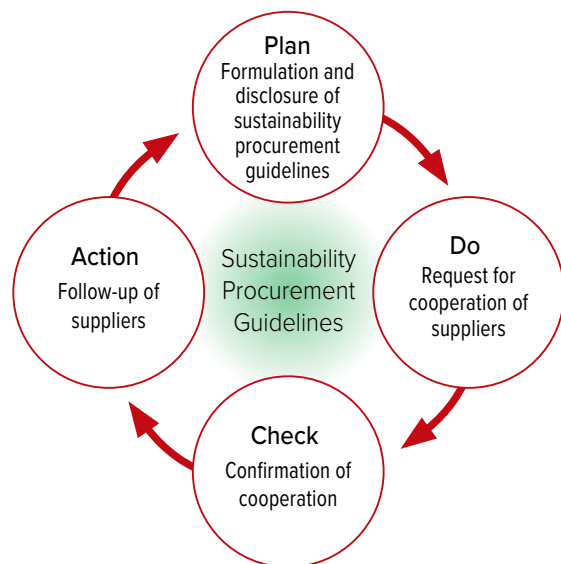 Plan
Formulation and
disclosure of
sustainability
procurement
guidelines
Do
Request for
cooperation of
suppliers
Check
Confirmation of
cooperation
Action
Follow-up of
suppliers
Sustainability
Procurement
Guidelines